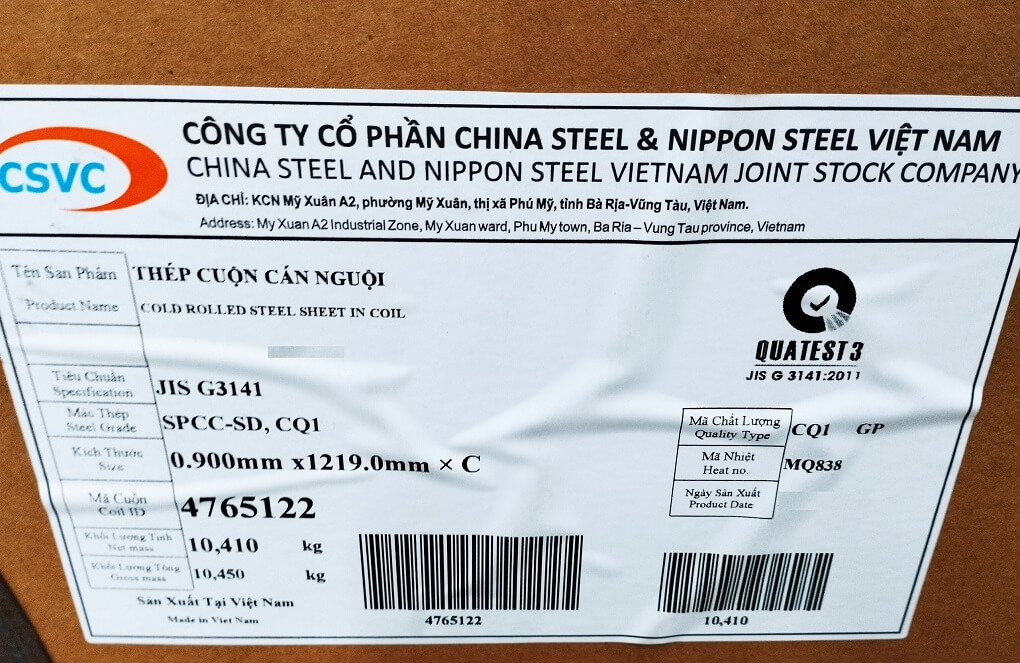 CSVC
CÔNG TY CỔ PHẦN CHINA STEEL & NIPPON STEEL VIỆT NAM
CHINA STEEL AND NIPPON STEEL VIETNAM JOINT STOCK COMPANY
ĐỊA CHỈ: KCN Mỹ Xuân A2, phường Mỹ Xuân, thị xã Phú Mỹ, tỉnh Bà Rịa-Vũng Tàu, Việt Nam.
Address: My Xuan A2 Industrial Zone, My Xuan ward, Phu My town, Ba Ria – Vung Tau province, Vietnam
Tên Sản Phẩm THÉP CUỘN CÁN NGUỘI
Product Name COLD ROLLED STEEL SHEET IN COIL
QUATEST 3
JIS G 3141:2011
Tiêu Chuẩn
Specification JIS G3141
Mác Thép
Steel Grade SPCC-SD, CQ1
Kích Thước
Size 0.900mm x1219.0mm × C
Mã Cuộn
Coil ID 4765122
Khối Lượng Tịnh
Net mass 10,410 kg
Khối Lượng Tổng
Gross mass 10,450 kg
Mã Chất Lượng
Quality Type CQ1 GP
Mã Nhiệt
Heat no. MQ838
Ngày Sản Xuất
Product Date
Sản Xuất Tại Việt Nam
Made in Viet Nam
4765122
10,410